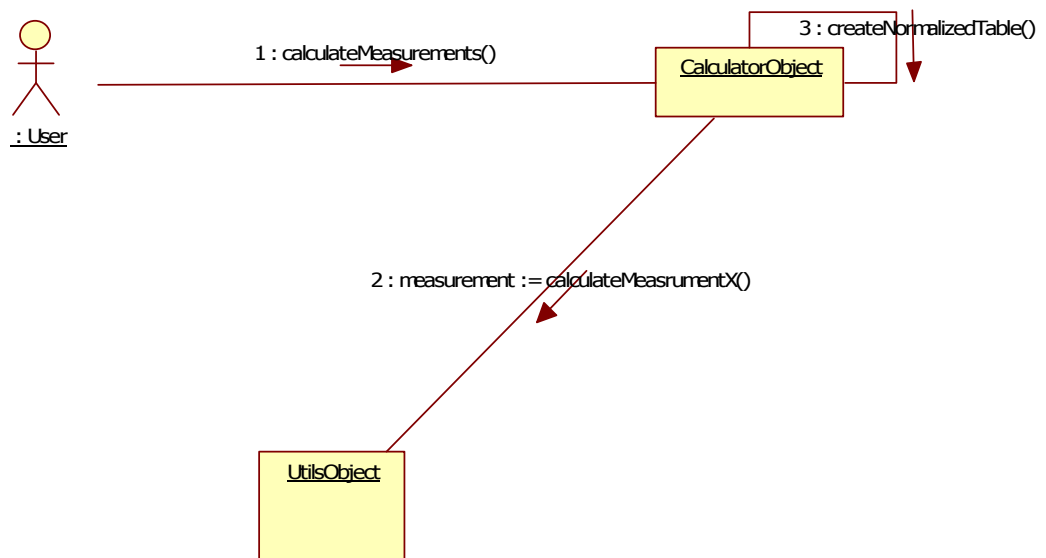 3 : createNormalizedTable()
1 : calculateMeasurements()
CalculatorObject
: User
2 : measurement := calculateMeasrumentX()
UtilsObject